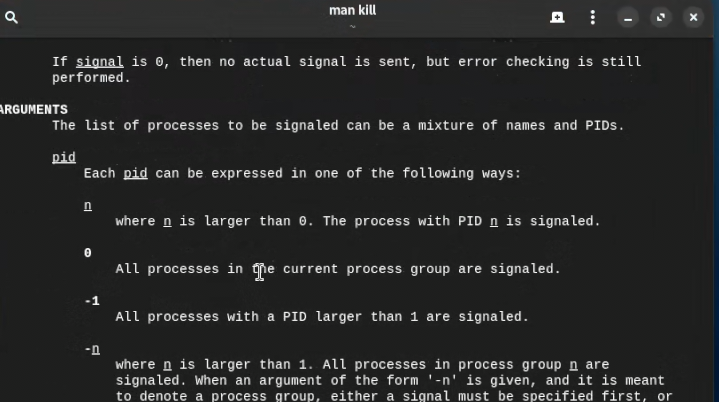 man kill
~
If signal is 0, then no actual signal is sent, but error checking is still
performed.
ARGUMENTS
The list of processes to be signaled can be a mixture of names and PIDs.
pid
Each pid can be expressed in one of the following ways:
n
where n is larger than 0. The process with PID n is signaled.
0
All processes in the current process group are signaled.
-1
All processes with a PID larger than 1 are signaled.
-n
where n is larger than 1. All processes in process group n are
signaled. When an argument of the form '-n' is given, and it is meant
to denote a process group, either a signal must be specified first, or